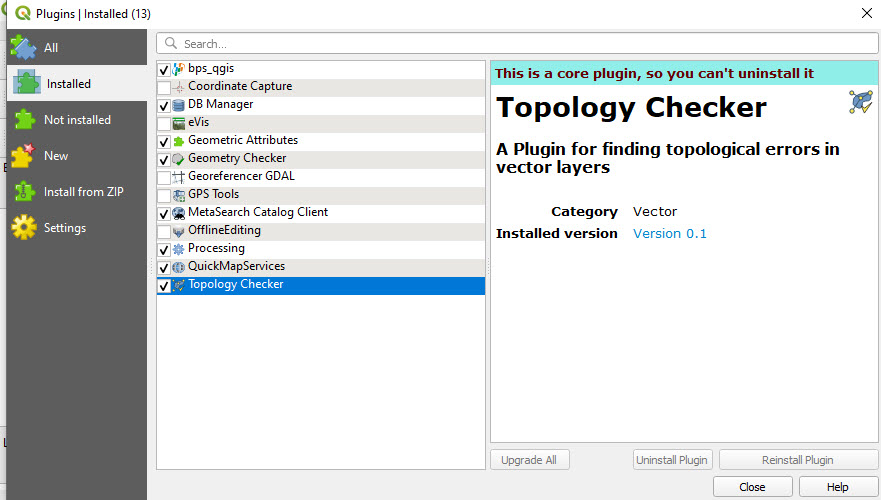 Plugins | Installed (13)
All
Installed
Not installed
New
Install from ZIP
Settings
Search...
bps_qgis
Coordinate Capture
DB Manager
eVis
Geometric Attributes
Geometry Checker
Georeferencer GDAL
GPS Tools
MetaSearch Catalog Client
OfflineEditing
Processing
QuickMapServices
Topology Checker
This is a core plugin, so you can't uninstall it
Topology Checker
A Plugin for finding topological errors in
vector layers
Category Vector
Installed version Version 0.1
Upgrade All Uninstall Plugin Reinstall Plugin
Close Help